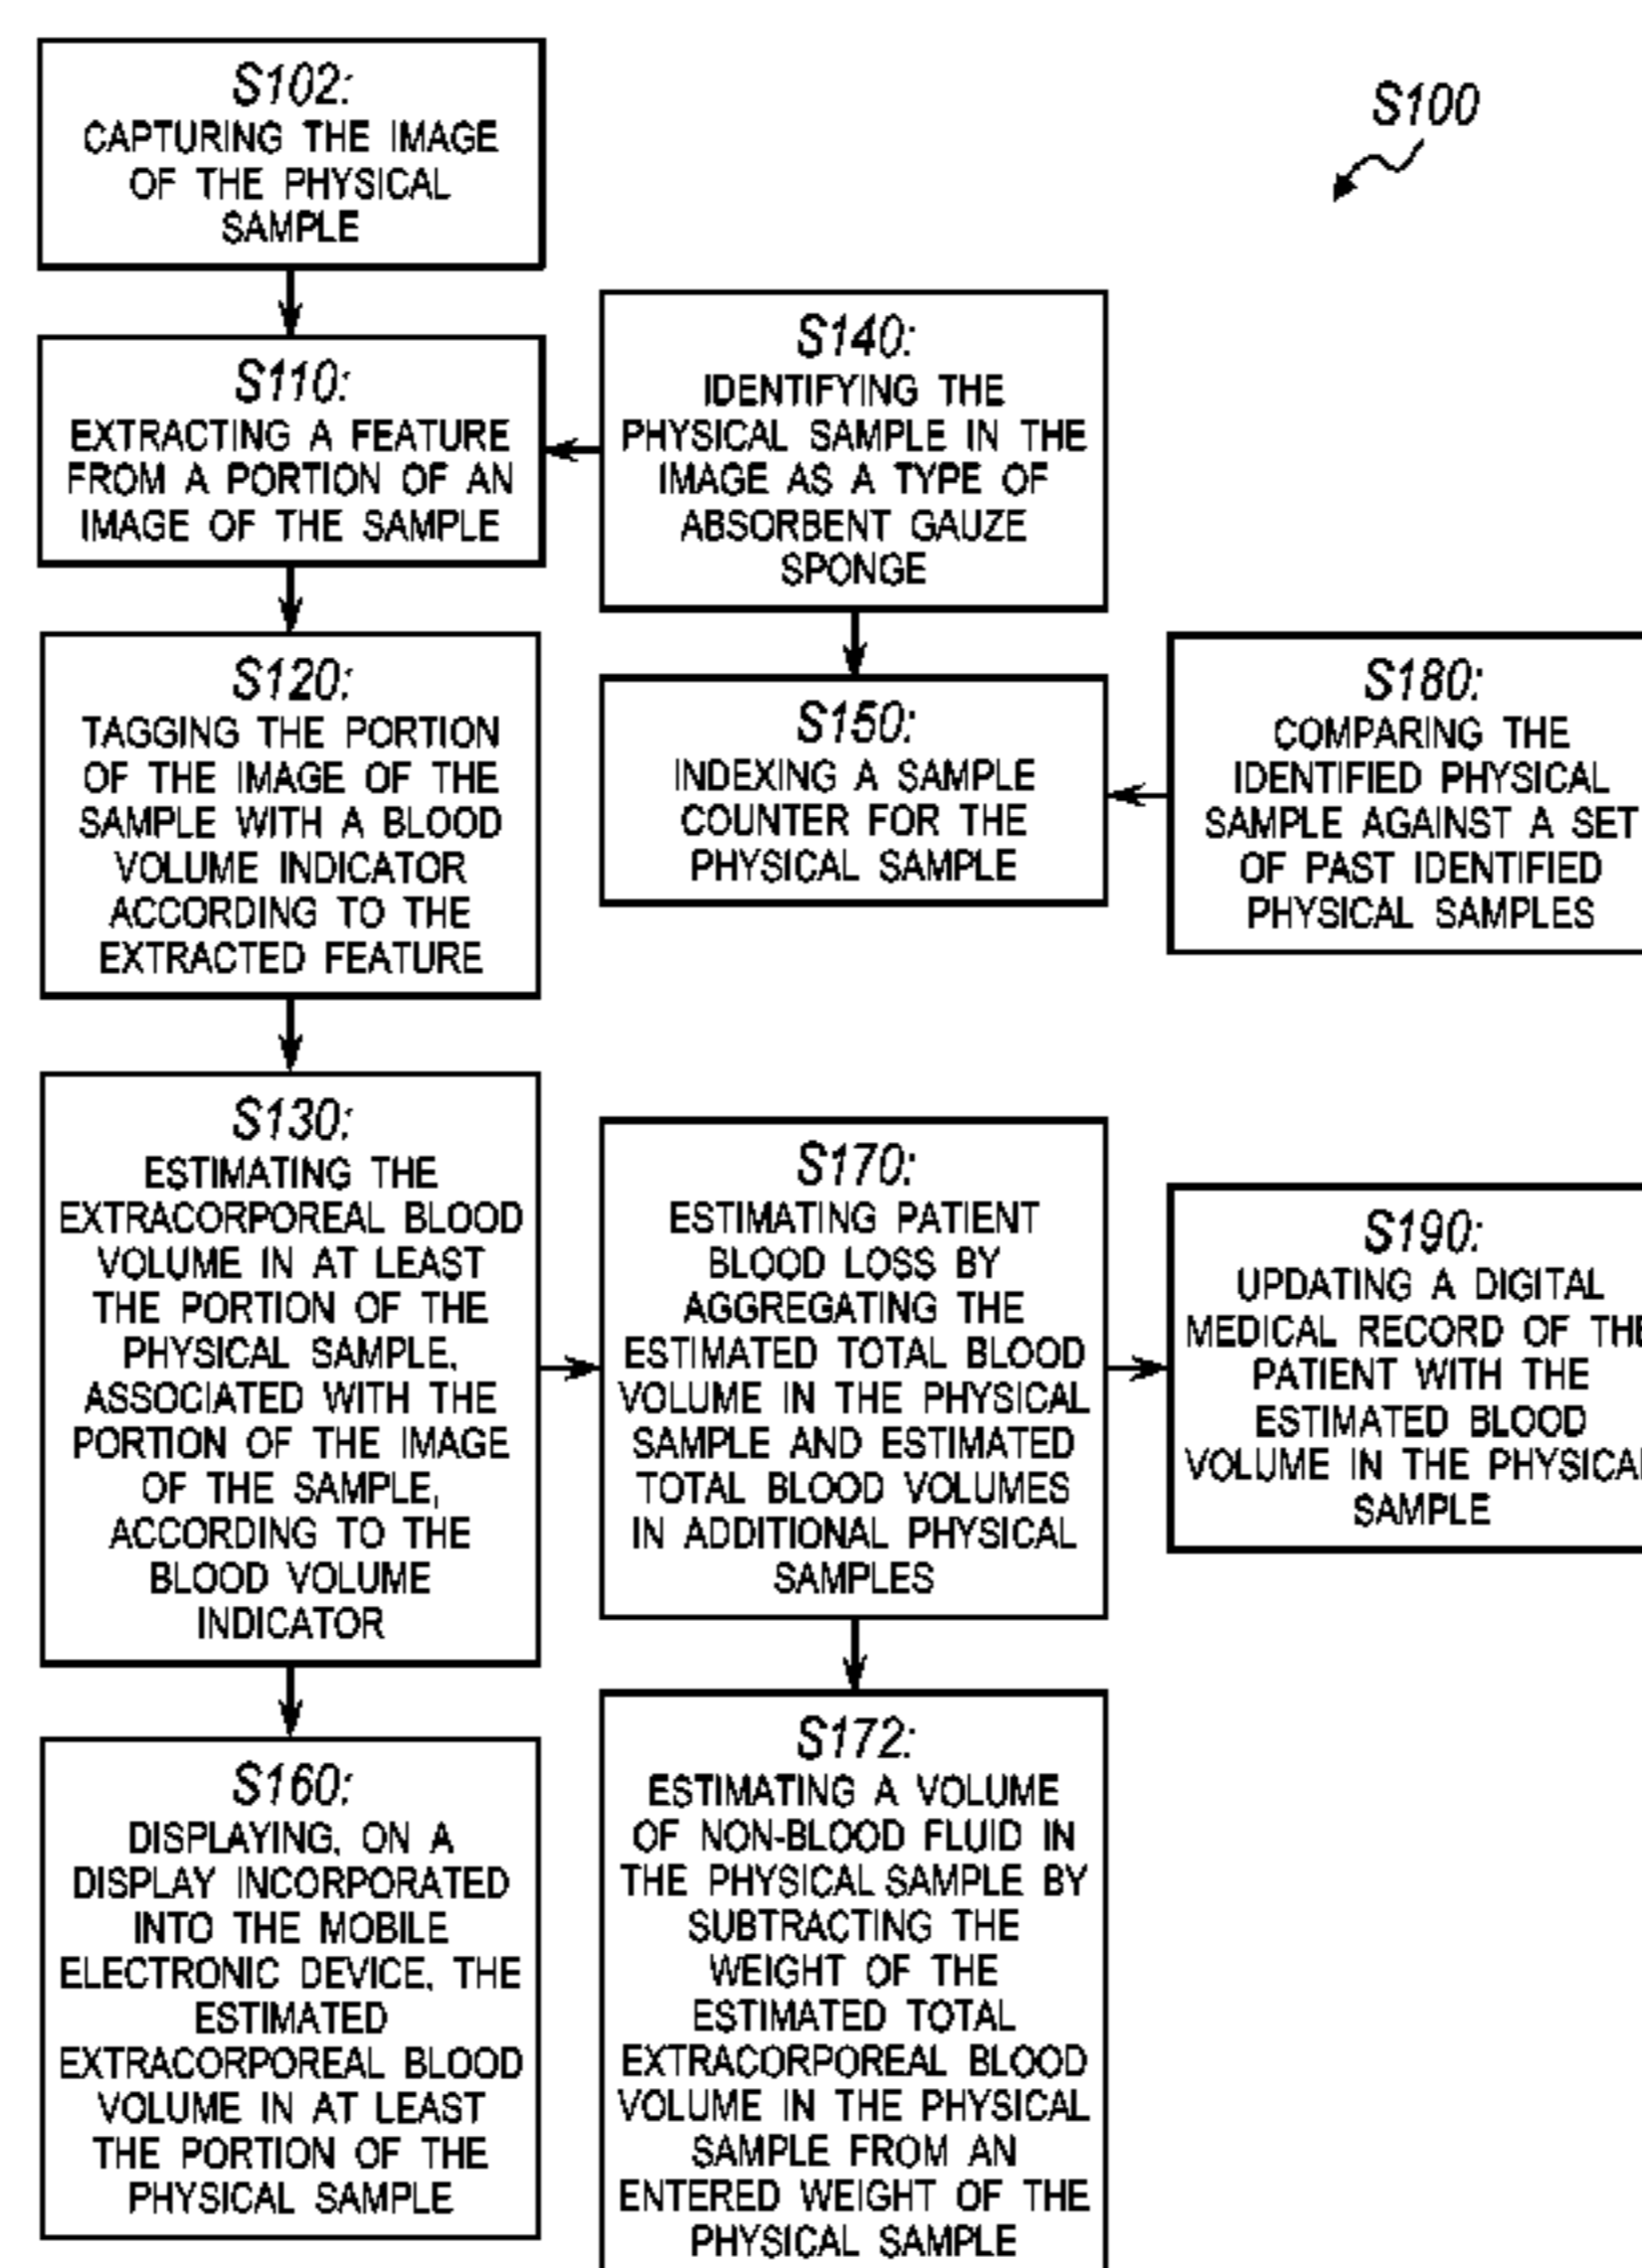 S102:
CAPTURING THE IMAGE
OF THE PHYSICAL
SAMPLE
S100
S110:
EXTRACTING A FEATURE
FROM A PORTION OF AN
IMAGE OF THE SAMPLE
S140:
IDENTIFYING THE
PHYSICAL SAMPLE IN THE
IMAGE AS A TYPE OF
ABSORBENT GAUZE
SPONGE
S120:
TAGGING THE PORTION
OF THE IMAGE OF THE
SAMPLE WITH A BLOOD
VOLUME INDICATOR
ACCORDING TO THE
EXTRACTED FEATURE
S150:
INDEXING A SAMPLE
COUNTER FOR THE
PHYSICAL SAMPLE
S180:
COMPARING THE
IDENTIFIED PHYSICAL
SAMPLE AGAINST A SET
OF PAST IDENTIFIED
PHYSICAL SAMPLES
S130:
ESTIMATING THE
EXTRACORPOREAL BLOOD
VOLUME IN AT LEAST
THE PORTION OF THE
PHYSICAL SAMPLE,
ASSOCIATED WITH THE
PORTION OF THE IMAGE
OF THE SAMPLE,
ACCORDING TO THE
BLOOD VOLUME
INDICATOR
S170:
ESTIMATING PATIENT
BLOOD LOSS BY
AGGREGATING THE
ESTIMATED TOTAL BLOOD
VOLUME IN THE PHYSICAL
SAMPLE AND ESTIMATED
TOTAL BLOOD VOLUMES
IN ADDITIONAL PHYSICAL
SAMPLES
S190:
UPDATING A DIGITAL
MEDICAL RECORD OF THE
PATIENT WITH THE
ESTIMATED BLOOD
VOLUME IN THE PHYSICAL
SAMPLE
S160:
DISPLAYING, ON A
DISPLAY INCORPORATED
INTO THE MOBILE
ELECTRONIC DEVICE, THE
ESTIMATED
EXTRACORPOREAL BLOOD
VOLUME IN AT LEAST
THE PORTION OF THE
PHYSICAL SAMPLE
S172:
ESTIMATING A VOLUME
OF NON-BLOOD FLUID IN
THE PHYSICAL SAMPLE BY
SUBTRACTING THE
WEIGHT OF THE
ESTIMATED TOTAL
EXTRACORPOREAL BLOOD
VOLUME IN THE PHYSICAL
SAMPLE FROM AN
ENTERED WEIGHT OF THE
PHYSICAL SAMPLE